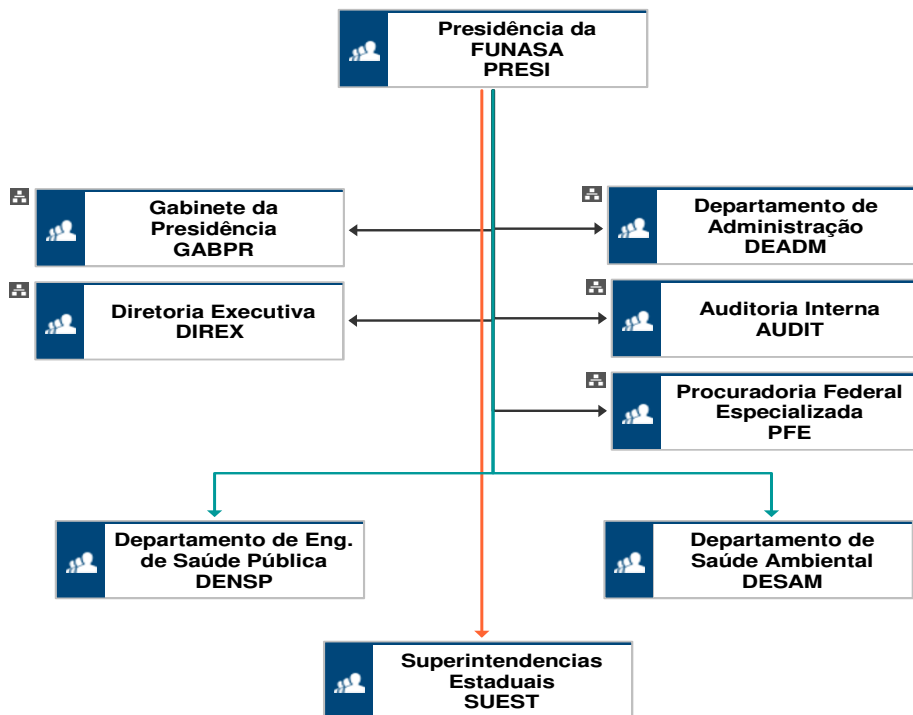 Presidência da
FUNASA
PRESI
Gabinete da
Presidência
GABPR
Departamento de
Administração
DEADM
Diretoria Executiva
DIREX
Auditoria Interna
AUDIT
Procuradoria Federal
Especializada
PFE
Departamento de Eng.
de Saúde Pública
DENSP
Departamento de
Saúde Ambiental
DESAM
Superintendencias
Estaduais
SUEST